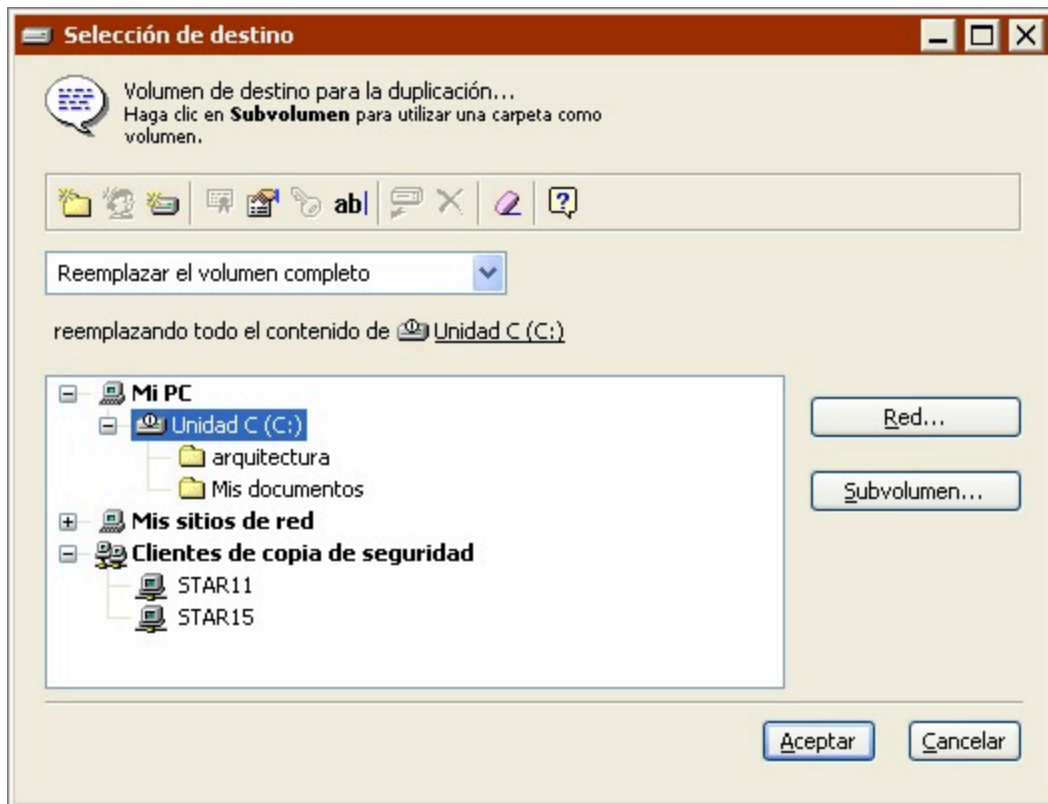 Selección de destino
Volumen de destino para la duplicación...
Haga clic en Subvolumen para utilizar una carpeta como
volumen.
ab|
Reemplazar el volumen completo
reemplazando todo el contenido de Unidad C (C:)
Mi PC
Unidad C (C:)
arquitectura
Mis documentos
Mis sitios de red
Clientes de copia de seguridad
STAR11
STAR15
Red...
Subvolumen...
Aceptar
Cancelar